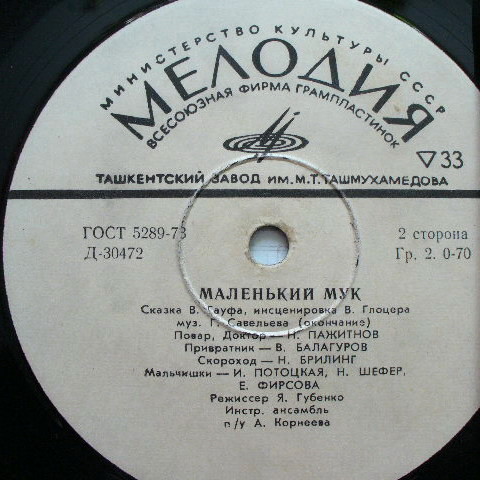 МИНИСТЕРСТВО КУЛЬТУРЫ СССР
МЕЛОДИЯ
ВСЕСОЮЗНАЯ ФИРМА ГРАМПЛАСТИНОК
▽33
ТАШКЕНТСКИЙ ЗАВОД ИМ. М.Т. ТАШМУХАМЕДОВА
ГОСТ 5289-73 2 сторона
Д-30472 Гр. 2. 0-70
МАЛЕНЬКИЙ МУК
Сказка В. Гауфа, инсценировка В. Глоцера
муз. Г. Савельева (окончание)
Повар, Доктор — Н. ПАЖИТНОВ
Привратник — В. БАЛАГУРОВ
Скороход — Н. БРИЛИНГ
Мальчишки — И. ПОТОЦКАЯ, Н. ШЕФЕР,
Е. ФИРСОВА
Режиссер Я. Губенко
Инстр. ансамбль
п/у А. Корнеева